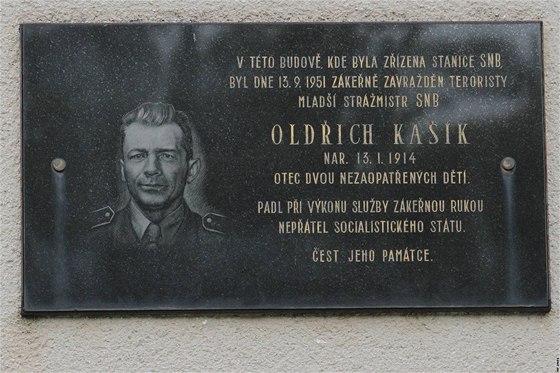 V TÉTO BUDOVĚ, KDE BYLA ZŘÍZENA STANICE SNB,
BYL DNE 13. 9. 1951 ZÁKEŘNĚ ZAVRAŽDĚN TERORISTY
MLADŠÍ STRÁŽMISTR SNB
OLDŘICH KAŠIK
NAR. 13. 1. 1914
OTEC DVOU NEZAOPATŘENÝCH DĚTÍ.
PADL PŘI VÝKONU SLUŽBY ZÁKEŘNOU RUKOU
NEPŘÁTEL SOCIALISTICKÉHO STÁTU.
ČEST JEHO PAMÁTCE.